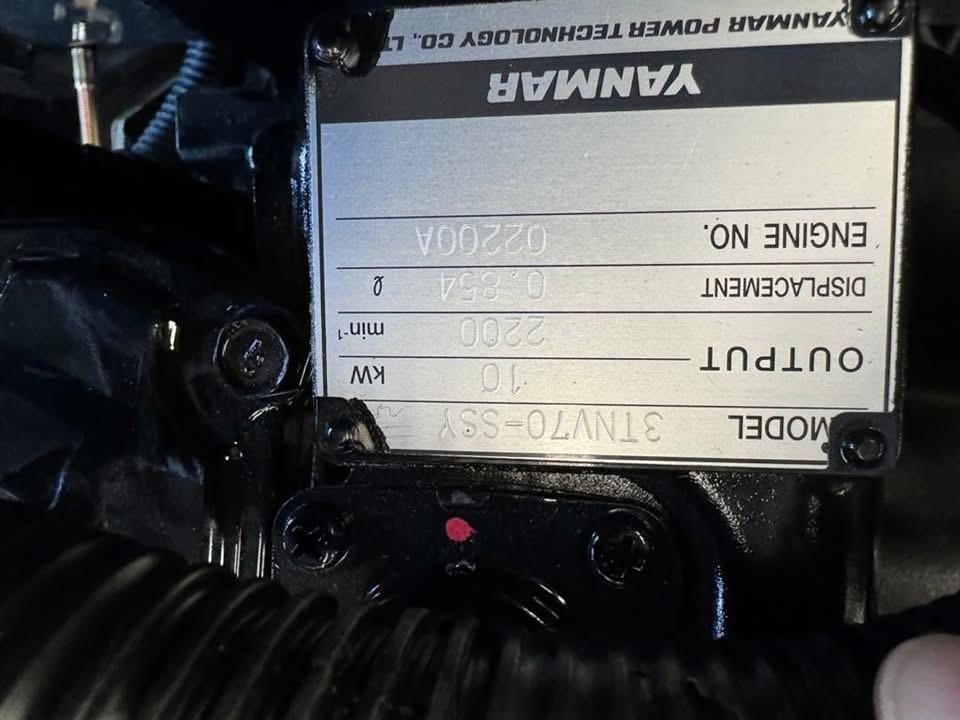 MODEL 3TNV70-SSY
OUTPUT 10 kW
2200 min-1
DISPLACEMENT 0.854 ℓ
ENGINE NO. 02200A
YANMAR
YANMAR POWER TECHNOLOGY CO., LT